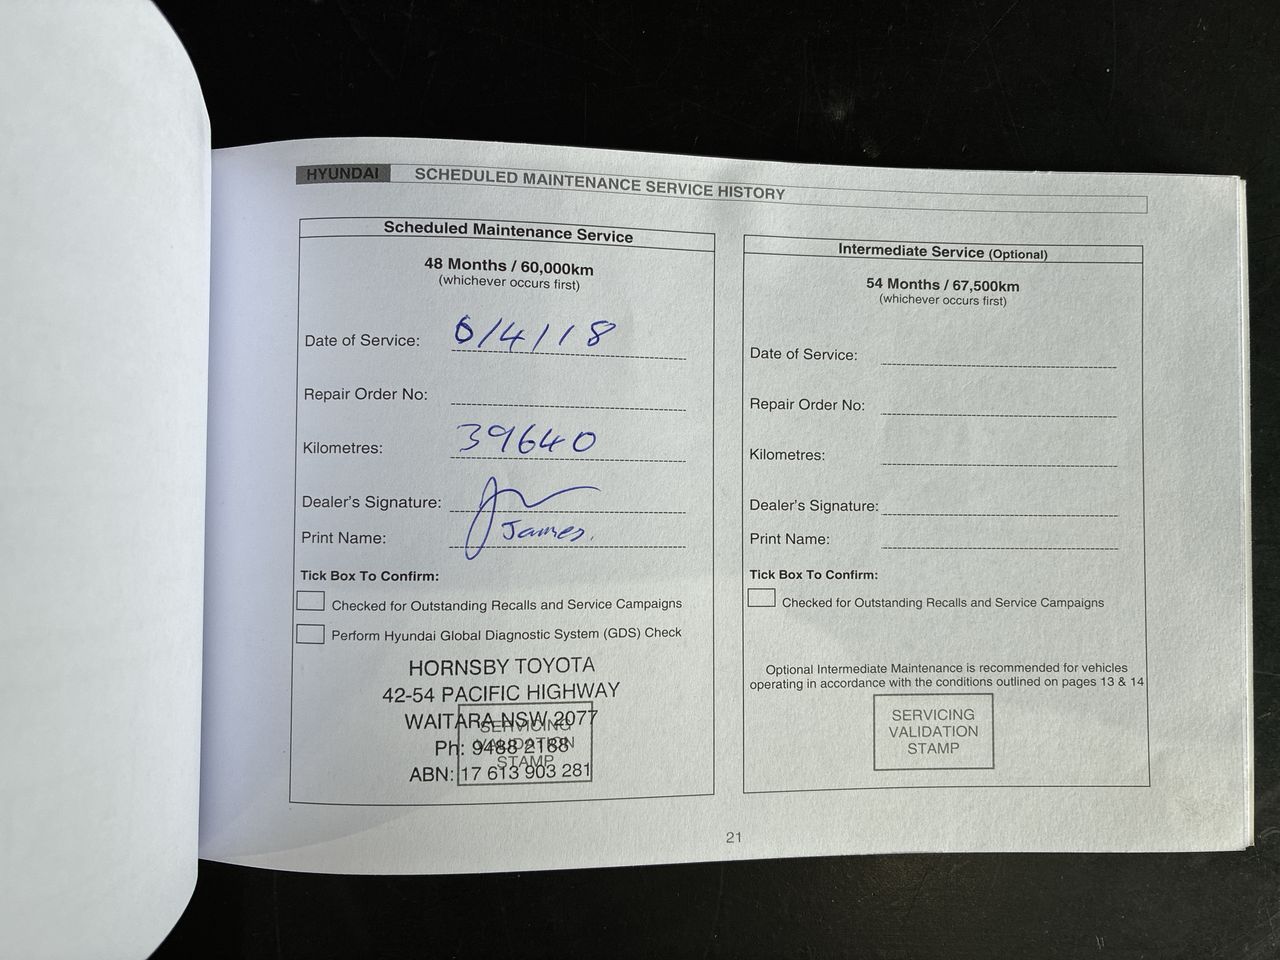 HYUNDAI SCHEDULED MAINTENANCE SERVICE HISTORY
Scheduled Maintenance Service
48 Months / 60,000km
(whichever occurs first)
Date of Service: 6/4/18
Repair Order No:
Kilometres: 39640
Dealer's Signature:
Print Name: James.
Tick Box To Confirm:
Checked for Outstanding Recalls and Service Campaigns
Perform Hyundai Global Diagnostic System (GDS) Check
HORNSBY TOYOTA
42-54 PACIFIC HIGHWAY
WAITARA NSW 2077
Ph: 9488 2188
ABN: 17 613 903 281
SERVICING
VALIDATION
STAMP
Intermediate Service (Optional)
54 Months / 67,500km
(whichever occurs first)
Date of Service:
Repair Order No:
Kilometres:
Dealer's Signature:
Print Name:
Tick Box To Confirm:
Checked for Outstanding Recalls and Service Campaigns
Optional Intermediate Maintenance is recommended for vehicles
operating in accordance with the conditions outlined on pages 13 & 14
SERVICING
VALIDATION
STAMP
21